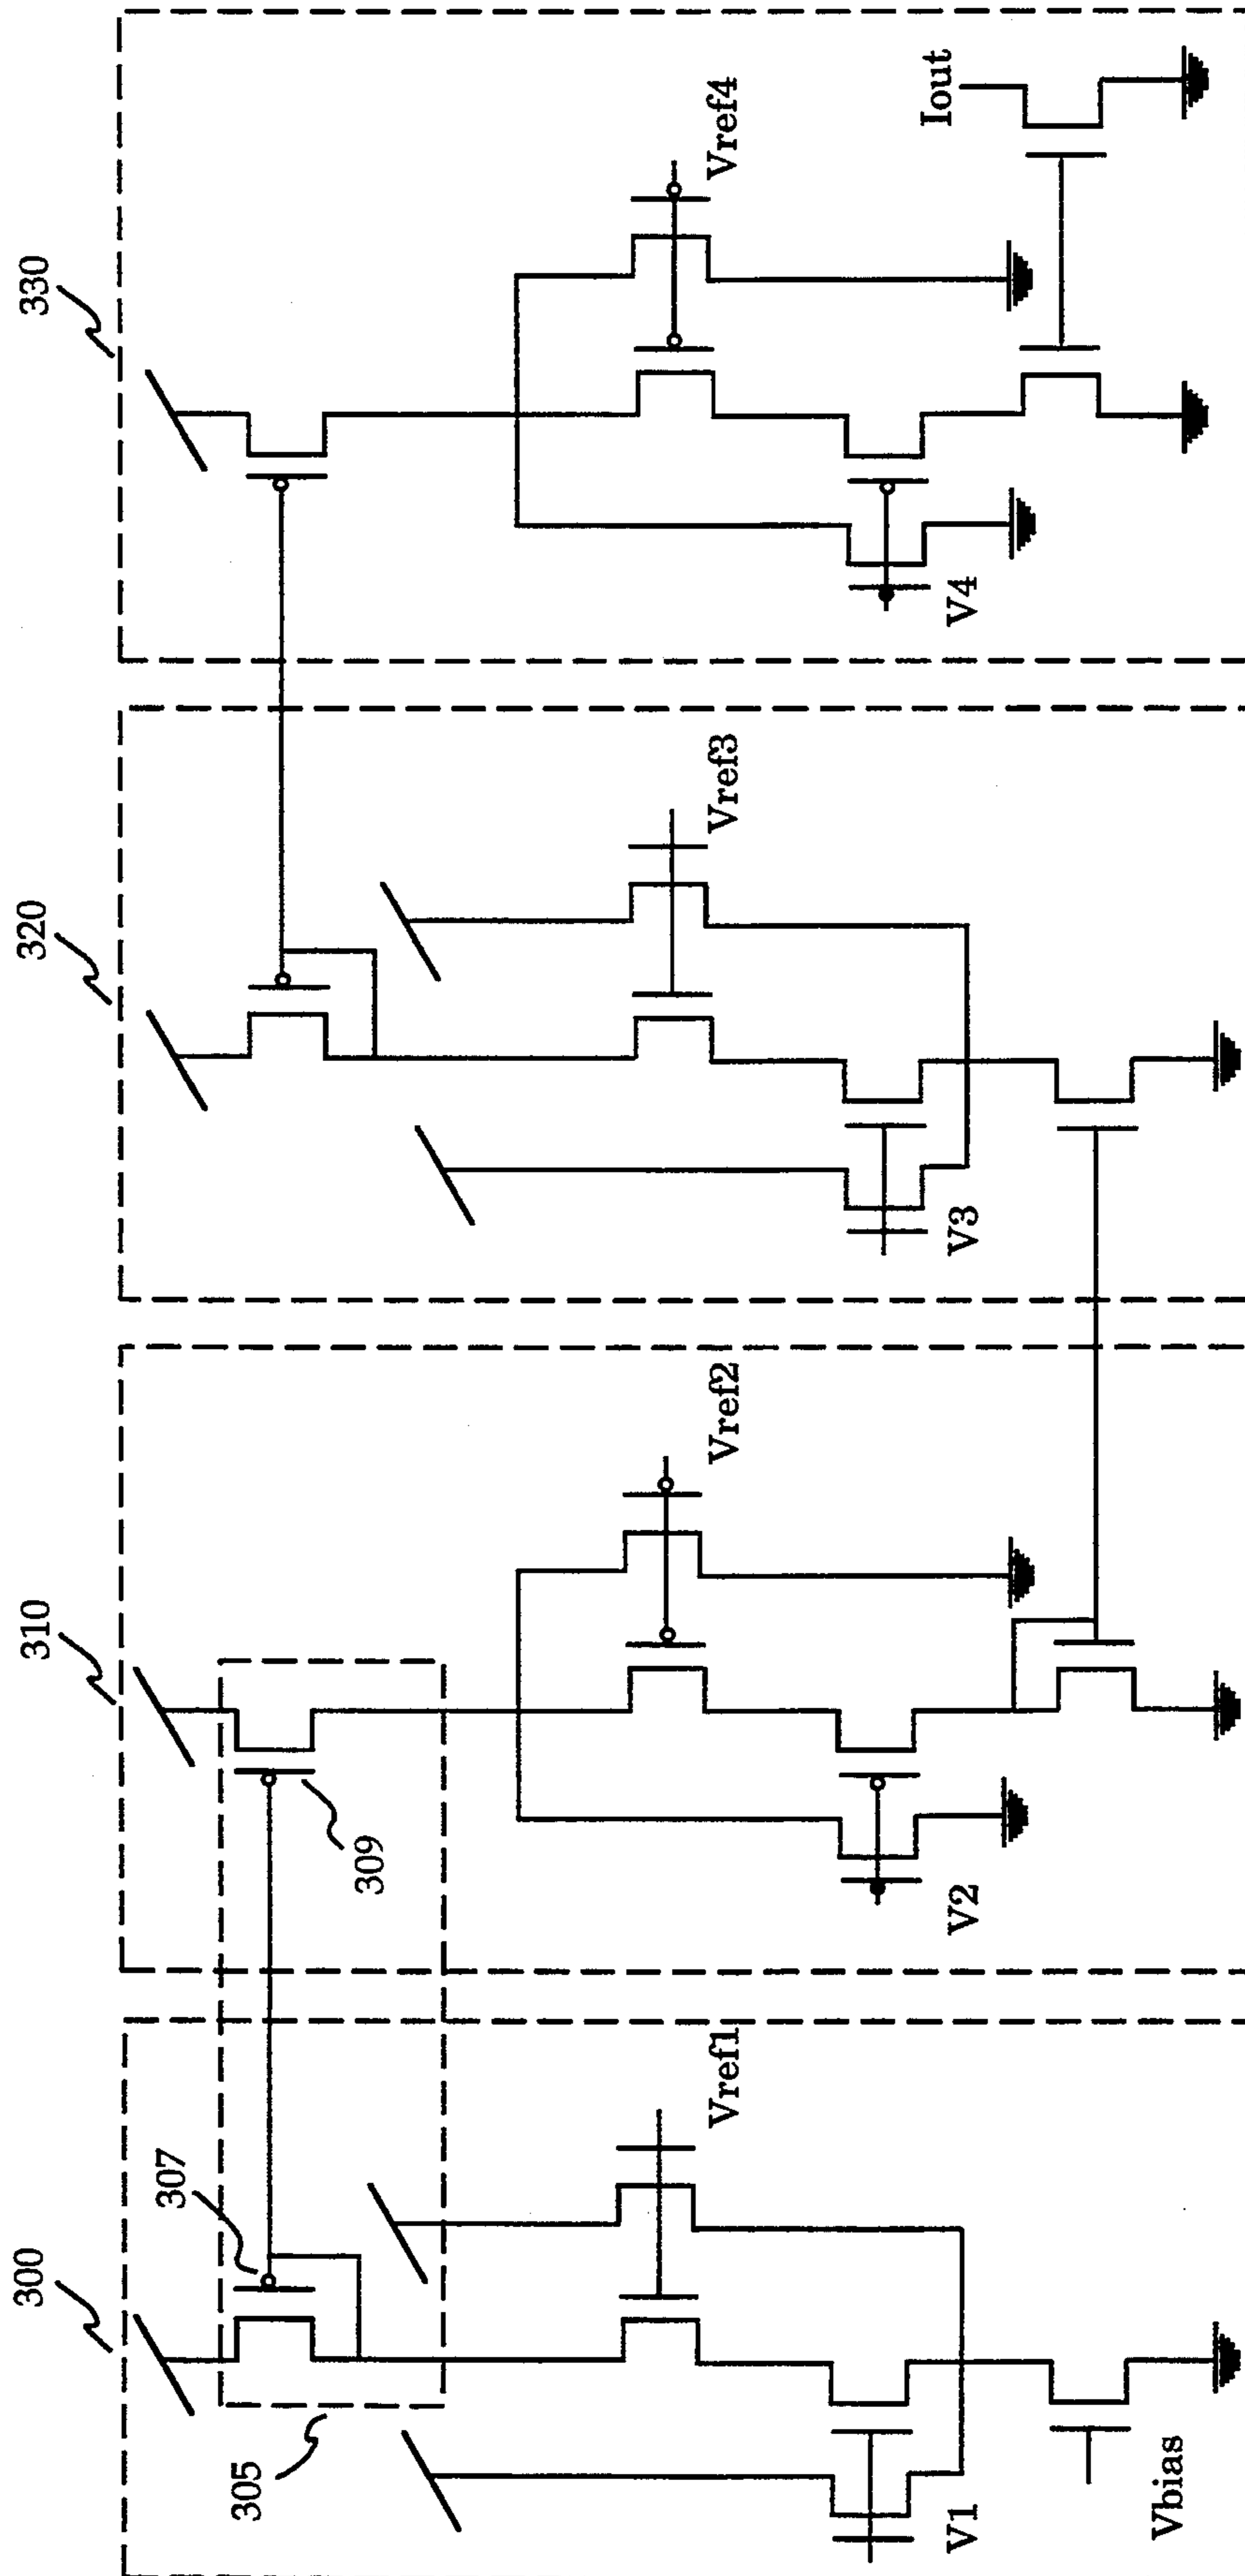 300
310
320
330
307
309
305
Vref1
Vref2
Vref3
Vref4
V1
V2
V3
V4
Vbias
Iout